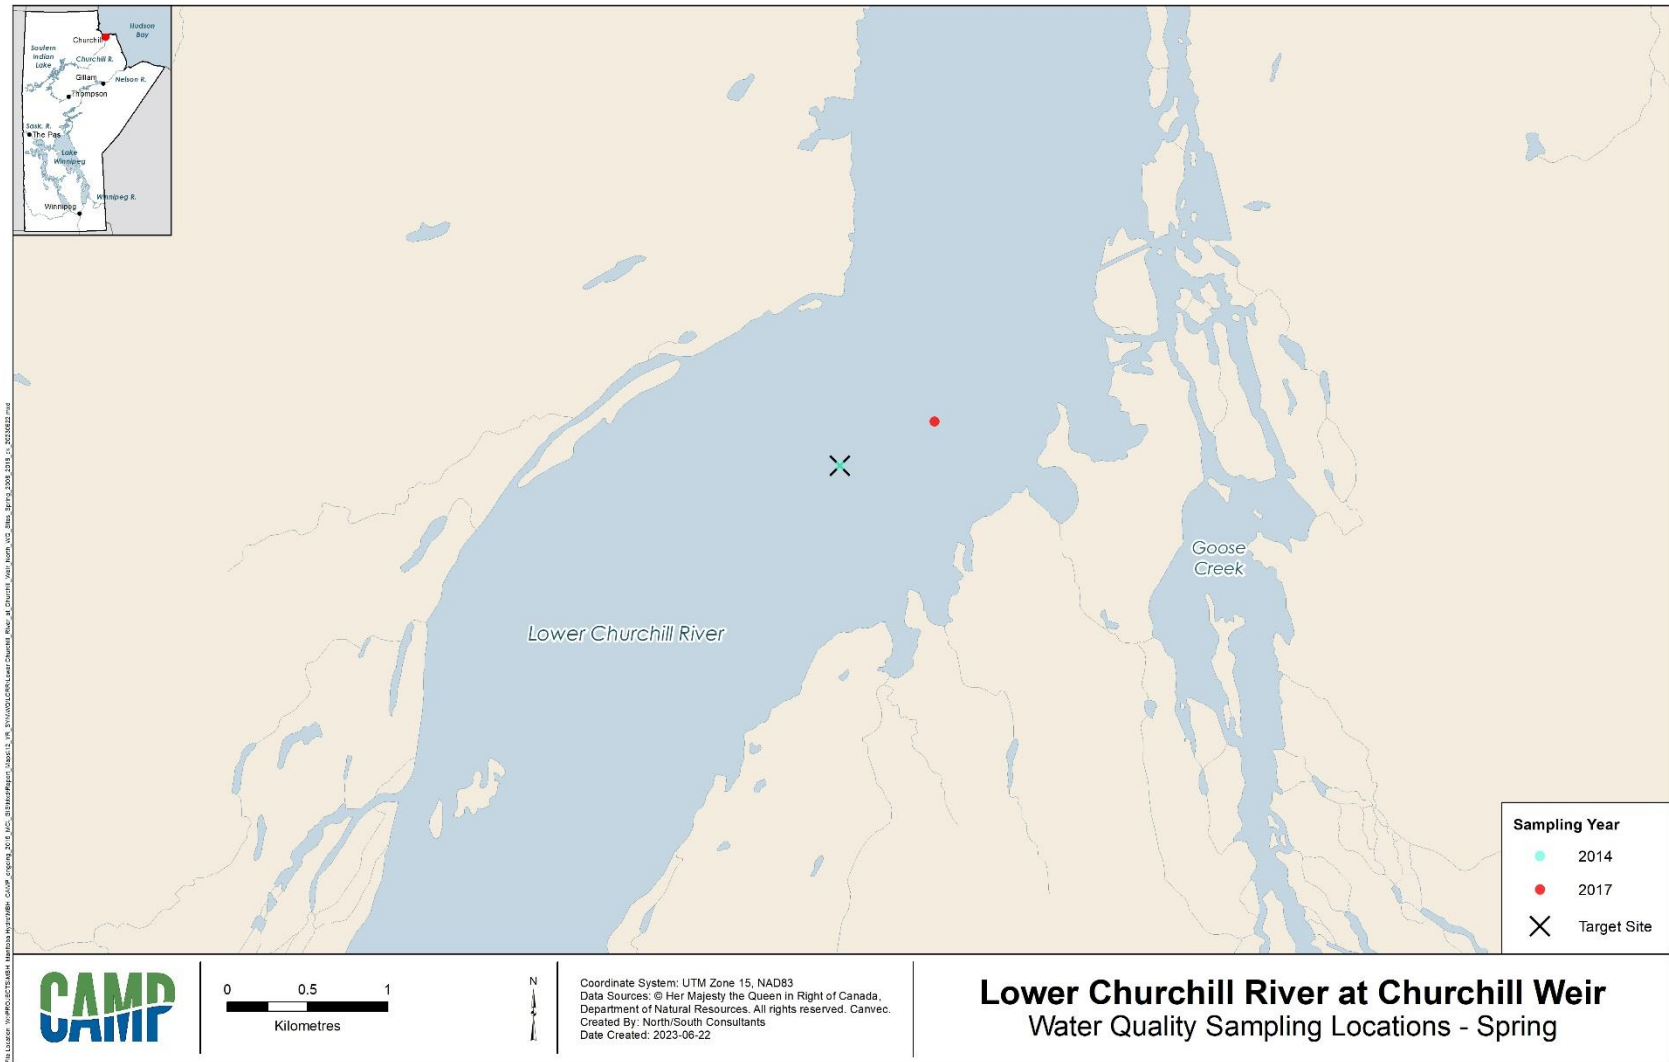 Hudson
Bay
Churchill
Churchill R.
Indian
Lake
Gillam
Nelson R.
Thompson
Sask. R.
The Pas
Lake
Winnipeg
Winnipeg R.
Winnipeg
Goose
Creek
Lower Churchill River
Sampling Year
2014
2017
Target Site
CAMP
0 0.5 1
Kilometres
N
Coordinate System: UTM Zone 15, NAD83
Data Sources: © Her Majesty the Queen in Right of Canada,
Department of Natural Resources. All rights reserved. Canvec.
Created By: North/South Consultants
Date Created: 2023-06-22
Lower Churchill River at Churchill Weir
Water Quality Sampling Locations - Spring